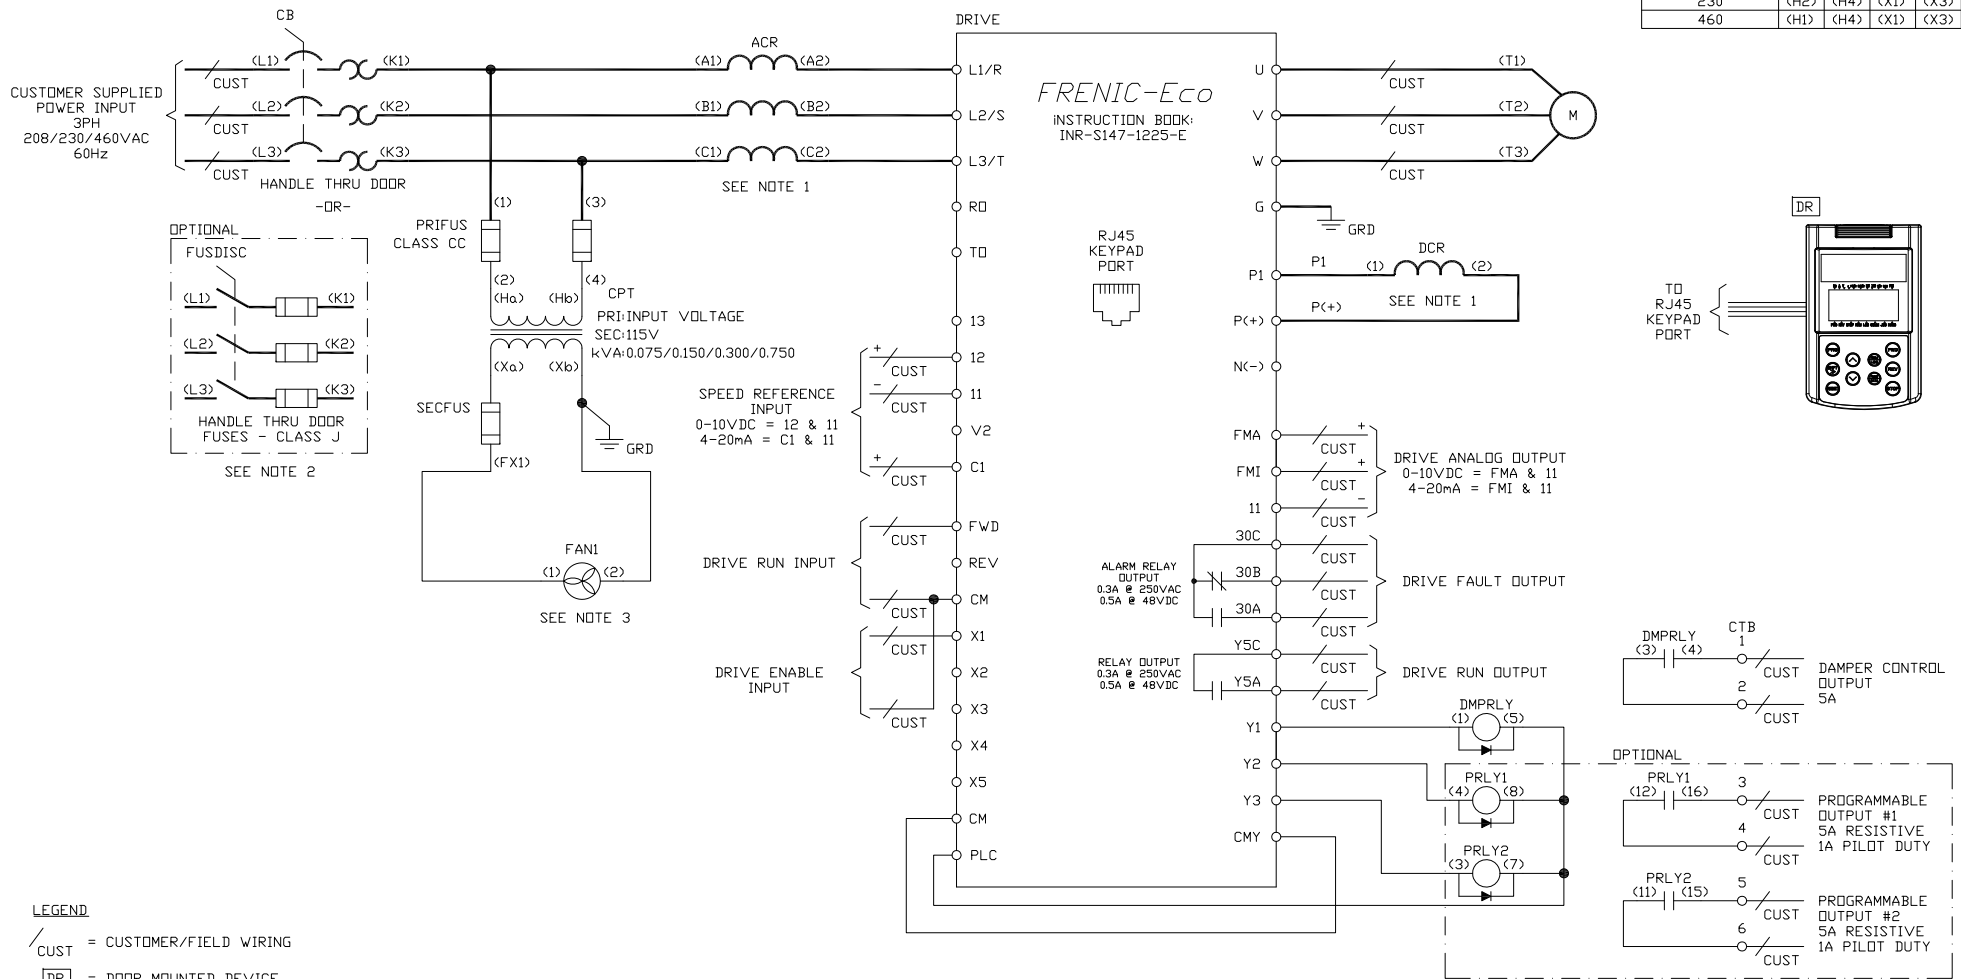 230 (H2) (H4) (X1) (X3)
460 (H1) (H4) (X1) (X3)
CB
DRIVE
ACR
(L1) (K1) (A1) (A2) L1/R
CUST
(L2) (K2) (B1) (B2) L2/S
CUST
(L3) (K3) (C1) (C2) L3/T
CUST
CUSTOMER SUPPLIED
POWER INPUT
3PH
208/230/460VAC
60Hz
HANDLE THRU DOOR
-OR-
SEE NOTE 1
OPTIONAL
FUSDISC
(L1) (K1)
(L2) (K2)
(L3) (K3)
HANDLE THRU DOOR
FUSES - CLASS J
SEE NOTE 2
(1) (3)
PRIFUS
CLASS CC
(2) (4)
(Ha) (Hb) CPT
PRI:INPUT VOLTAGE
SEC:115V
kVA:0.075/0.150/0.300/0.750
(Xa) (Xb)
SECFUS
GRD
(FX1)
FAN1
(1) (2)
SEE NOTE 3
FRENIC-Eco
INSTRUCTION BOOK:
INR-S147-1225-E
R0
T0
13
12
11
V2
C1
FWD
REV
CM
X1
X2
X3
X4
X5
CM
PLC
SPEED REFERENCE
INPUT
0-10VDC = 12 & 11
4-20mA = C1 & 11
+
CUST
-
CUST
+
CUST
DRIVE RUN INPUT
CUST
CUST
DRIVE ENABLE
INPUT
CUST
CUST
RJ45
KEYPAD
PORT
U
V
W
G
P1
P(+)
N(-)
FMA
FMI
11
30C
30B
30A
Y5C
Y5A
Y1
Y2
Y3
CMY
ALARM RELAY
OUTPUT
0.3A @ 250VAC
0.5A @ 48VDC
RELAY OUTPUT
0.3A @ 250VAC
0.5A @ 48VDC
CUST (T1)
CUST (T2)
CUST (T3)
M
GRD
DCR
P1 (1) (2)
SEE NOTE 1
P(+)
+
CUST
+
CUST
-
CUST
DRIVE ANALOG OUTPUT
0-10VDC = FMA & 11
4-20mA = FMI & 11
CUST
CUST
CUST
DRIVE FAULT OUTPUT
CUST
CUST
DRIVE RUN OUTPUT
DMPRLY
(1) (5)
PRLY1
(4) (8)
PRLY2
(3) (7)
DR
TO
RJ45
KEYPAD
PORT
DMPRLY
(3) (4)
CTB
1
CUST
2
CUST
DAMPER CONTROL
OUTPUT
5A
OPTIONAL
PRLY1
(12) (16)
3
CUST
4
CUST
PROGRAMMABLE
OUTPUT #1
5A RESISTIVE
1A PILOT DUTY
PRLY2
(11) (15)
5
CUST
6
CUST
PROGRAMMABLE
OUTPUT #2
5A RESISTIVE
1A PILOT DUTY
LEGEND
CUST = CUSTOMER/FIELD WIRING
DR = DOOR MOUNTED DEVICE